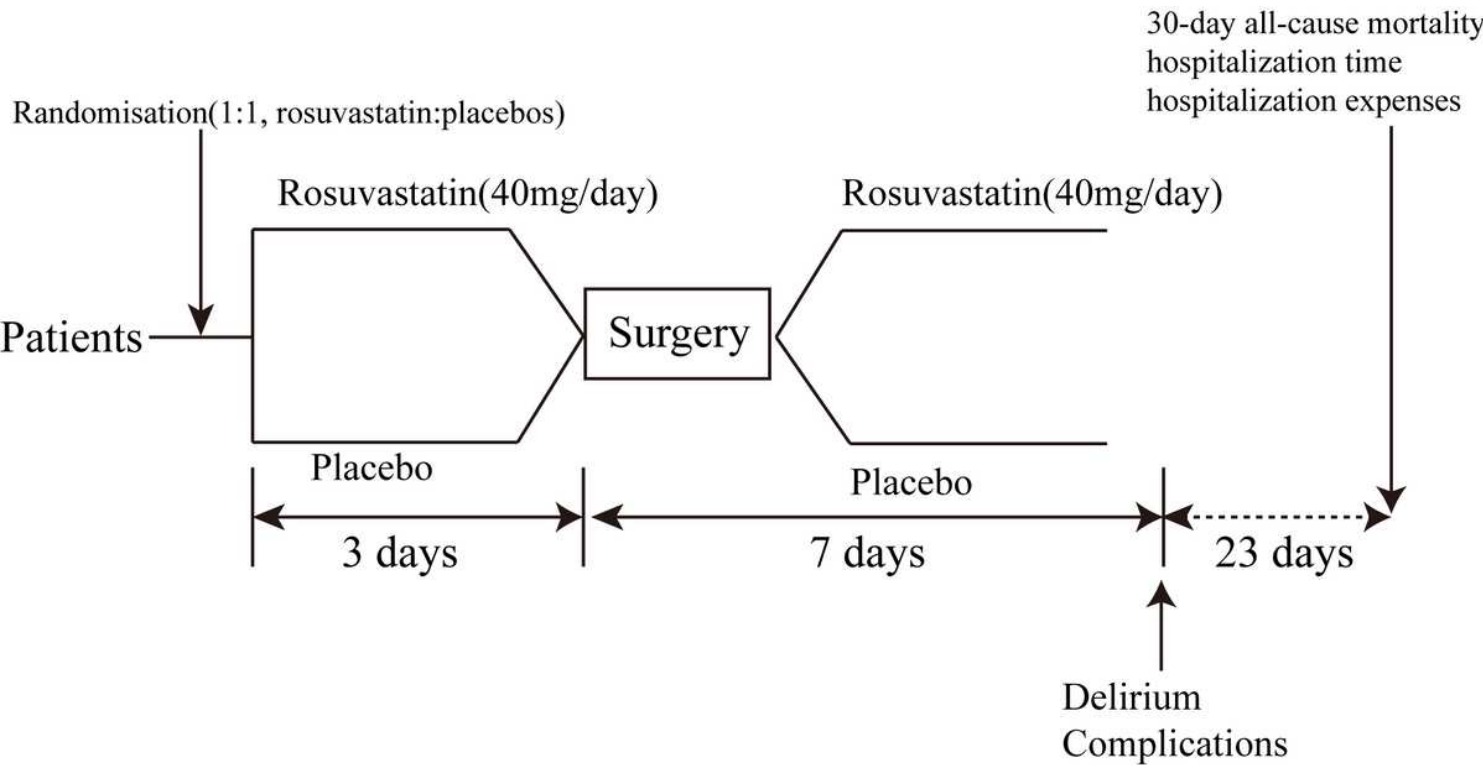 30-day all-cause mortality
hospitalization time
hospitalization expenses
Randomisation(1:1, rosuvastatin:placebos)
Rosuvastatin(40mg/day)
Rosuvastatin(40mg/day)
Patients
Surgery
Placebo
Placebo
3 days
7 days
23 days
Delirium
Complications